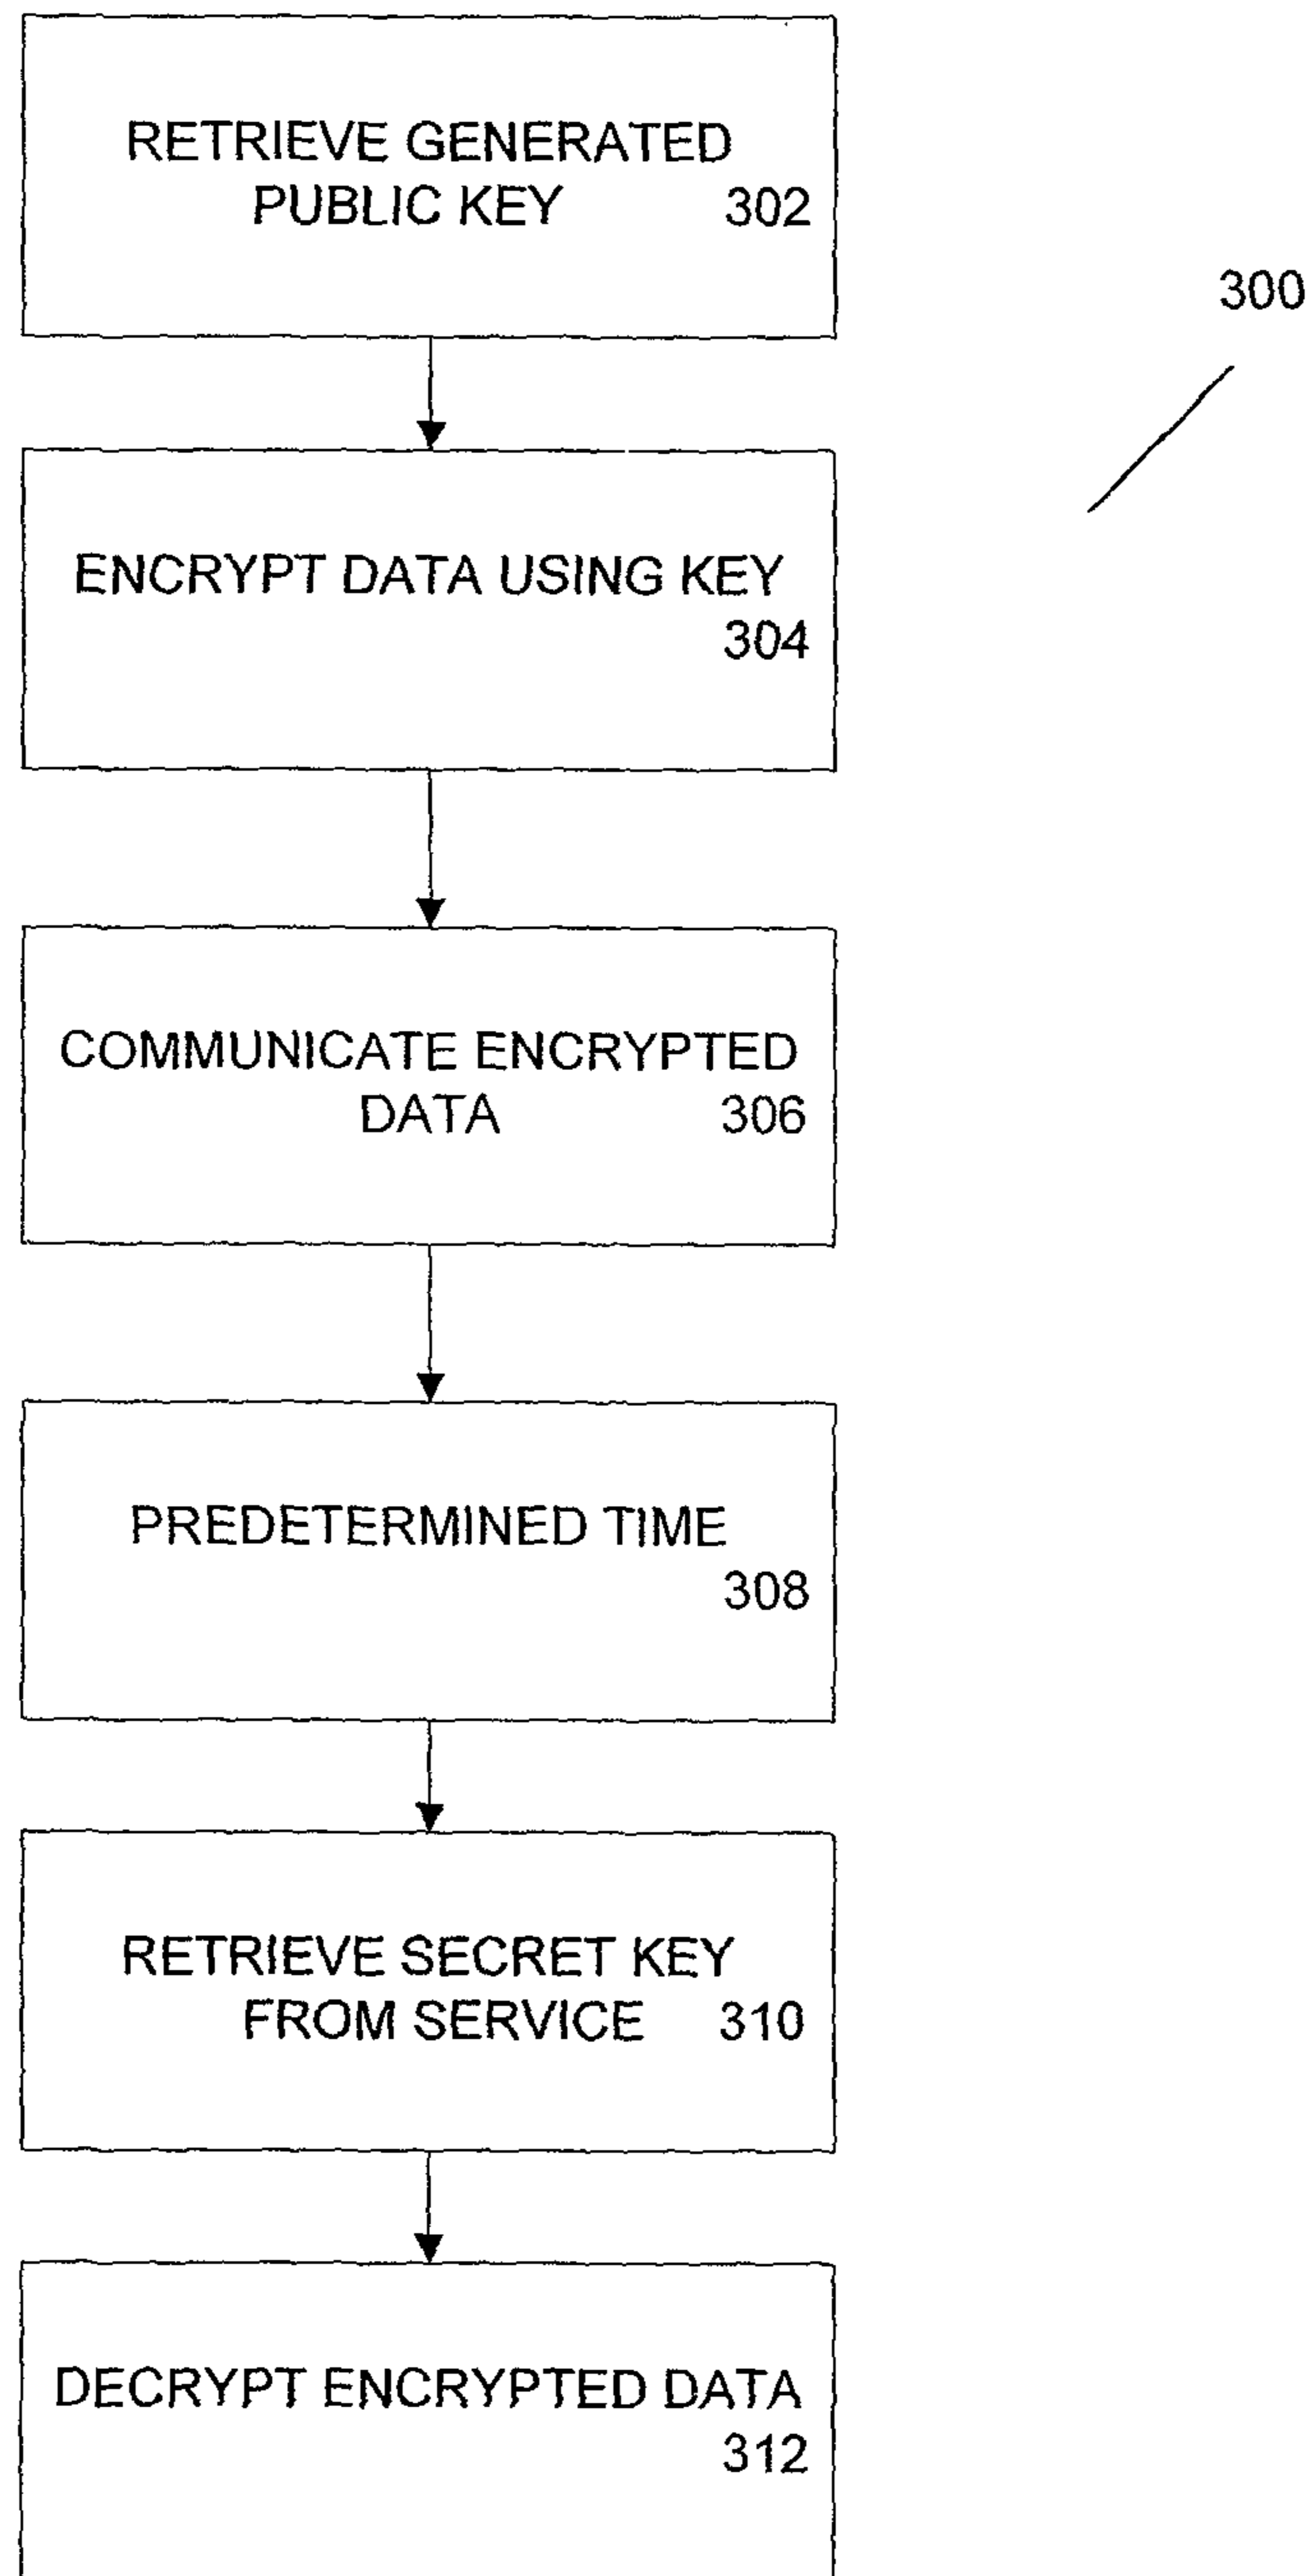 RETRIEVE GENERATED
PUBLIC KEY 302
300
ENCRYPT DATA USING KEY
304
COMMUNICATE ENCRYPTED
DATA 306
PREDETERMINED TIME
308
RETRIEVE SECRET KEY
FROM SERVICE 310
DECRYPT ENCRYPTED DATA
312